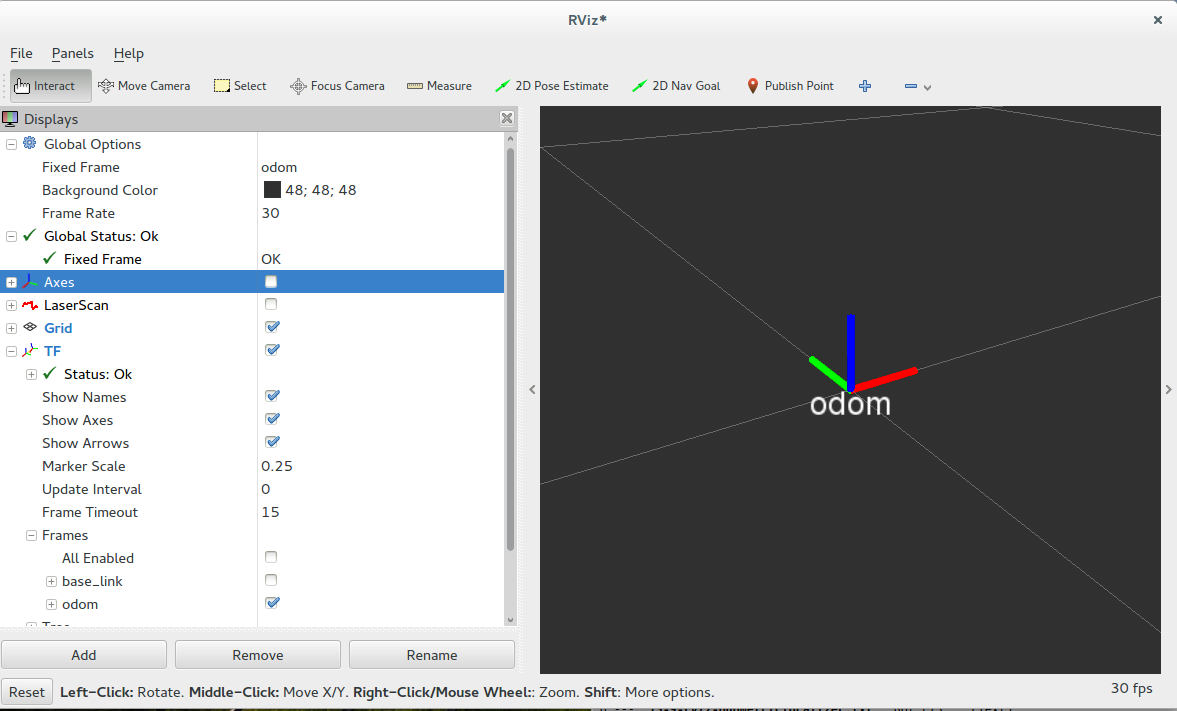 RViz*
File Panels Help
Interact Move Camera Select Focus Camera Measure 2D Pose Estimate 2D Nav Goal Publish Point
Displays
Global Options
Fixed Frame odom
Background Color 48; 48; 48
Frame Rate 30
Global Status: Ok
Fixed Frame OK
Axes
LaserScan
Grid
TF
Status: Ok
Show Names
Show Axes
Show Arrows
Marker Scale 0.25
Update Interval 0
Frame Timeout 15
Frames
All Enabled
base_link
odom
odom
Add Remove Rename
Reset Left-Click: Rotate. Middle-Click: Move X/Y. Right-Click/Mouse Wheel:: Zoom. Shift: More options. 30 fps